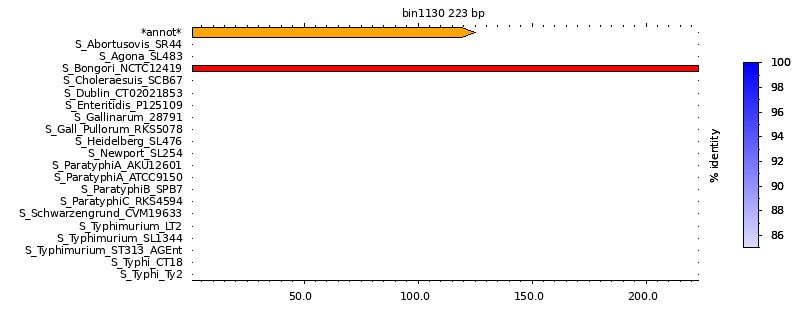 bin1130 223 bp
*annot*
S_Abortusovis_SR44
S_Agona_SL483
S_Bongori_NCTC12419
S_Choleraesuis_SCB67
S_Dublin_CT02021853
S_Enteritidis_P125109
S_Gallinarum_28791
S_Gall_Pullorum_RKS5078
S_Heidelberg_SL476
S_Newport_SL254
S_ParatyphiA_AKU12601
S_ParatyphiA_ATCC9150
S_ParatyphiB_SPB7
S_ParatyphiC_RKS4594
S_Schwarzengrund_CVM19633
S_Typhimurium_LT2
S_Typhimurium_SL1344
S_Typhimurium_ST313_AGEnt
S_Typhi_CT18
S_Typhi_Ty2
50.0 100.0 150.0 200.0
% identity
100
98
96
94
92
90
88
86